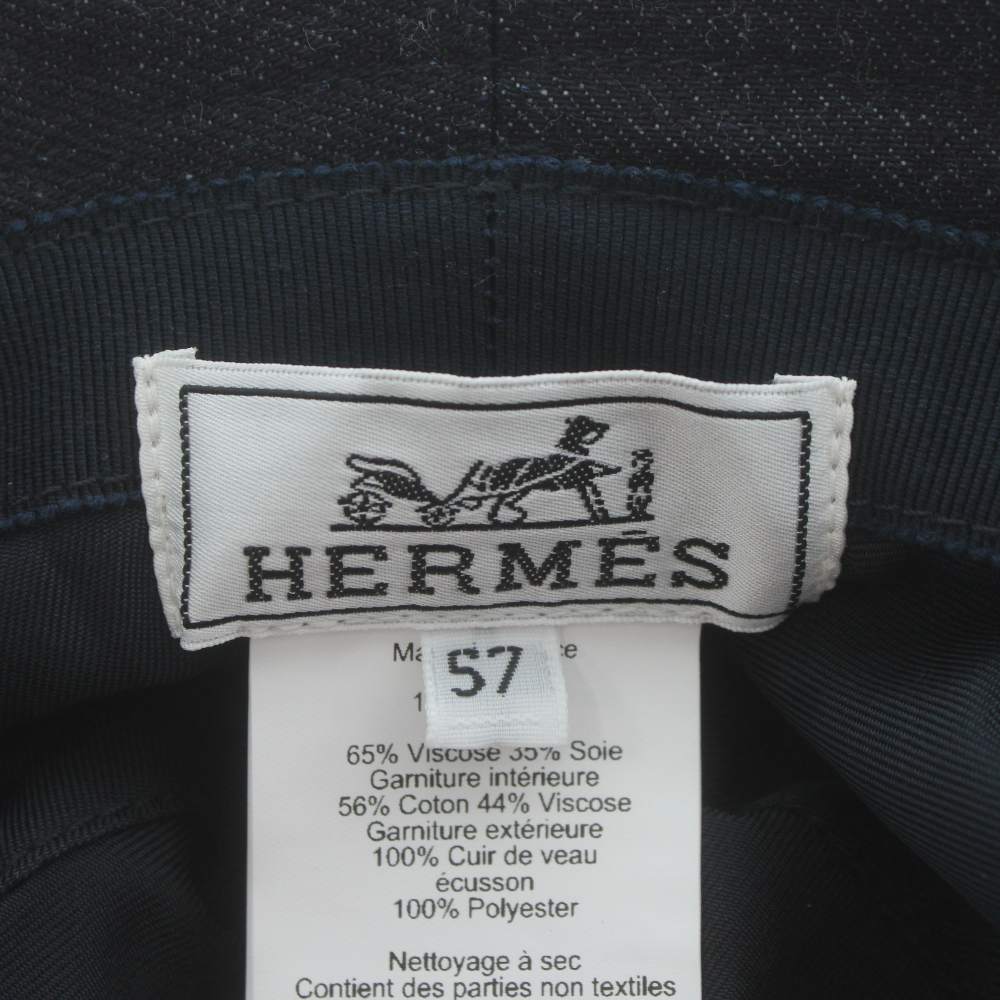 HERMES
57
65% Viscose 35% Soie
Garniture intérieure
56% Coton 44% Viscose
Garniture extérieure
100% Cuir de veau
écusson
100% Polyester
Nettoyage à sec
Contient des parties non textiles